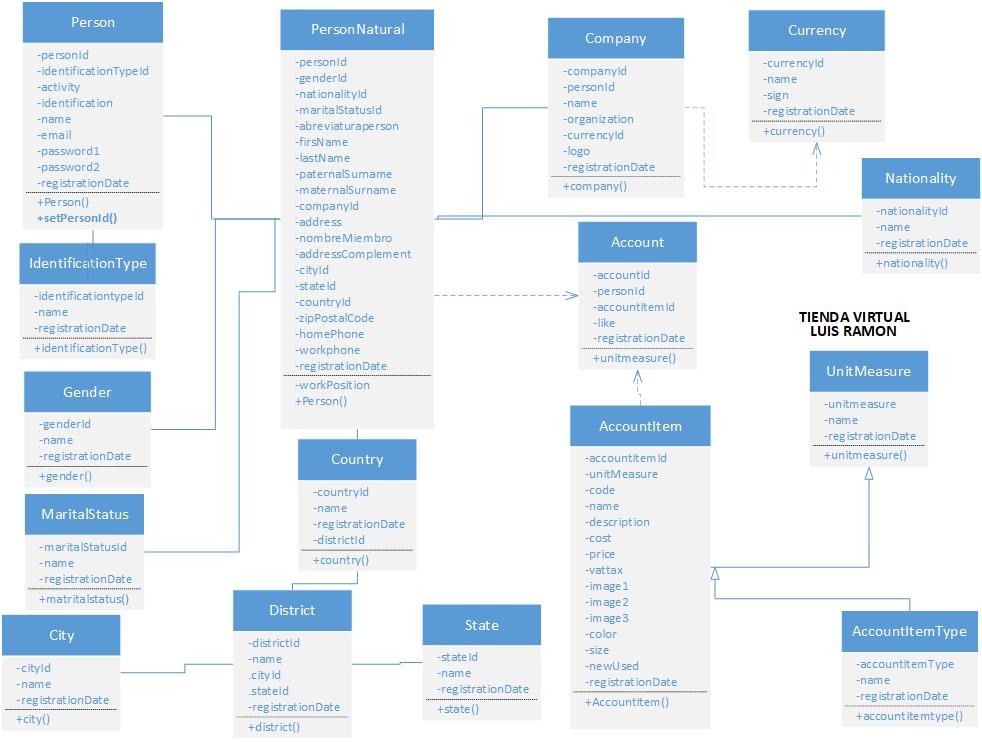 Person
-personId
-identificationTypeId
-activity
-identification
-name
-email
-password1
-password2
-registrationDate
+Person()
+setPersonId()
IdentificationType
-identificationtypeId
-name
-registrationDate
+identificationType()
Gender
-genderId
-name
-registrationDate
+gender()
MaritalStatus
-maritalStatusId
-name
-registrationDate
+matritalstatus()
City
-cityId
-name
-registrationDate
+city()
PersonNatural
-personId
-genderId
-nationalityId
-maritalStatusId
-abreviaturaperson
-firsName
-lastName
-paternalSurname
-maternalSurname
-companyId
-address
-nombreMiembro
-addressComplement
-cityId
-stateId
-countryId
-zipPostalCode
-homePhone
-workphone
-registrationDate
-workPosition
+Person()
Country
-countryId
-name
-registrationDate
-districtId
+country()
District
-districtId
-name
.cityId
.stateId
-registrationDate
+district()
State
-stateId
-name
-registrationDate
+state()
Company
-companyId
-personId
-name
-organization
-currencyId
-logo
-registrationDate
+company()
Currency
-currencyId
-name
-sign
-registrationDate
+currency()
Nationality
-nationalityId
-name
-registrationDate
+nationality()
Account
-accountId
-personId
-accountItemId
-like
-registrationDate
+unitmeasure()
TIENDA VIRTUAL
LUIS RAMON
UnitMeasure
-unitmeasure
-name
-registrationDate
+unitmeasure()
AccountItem
-accountItemId
-unitMeasure
-code
-name
-description
-cost
-price
-vattax
-image1
-image2
-image3
-color
-size
-newUsed
-registrationDate
+AccountItem()
AccountItemType
-accountItemType
-name
-registrationDate
+accountitemtype()